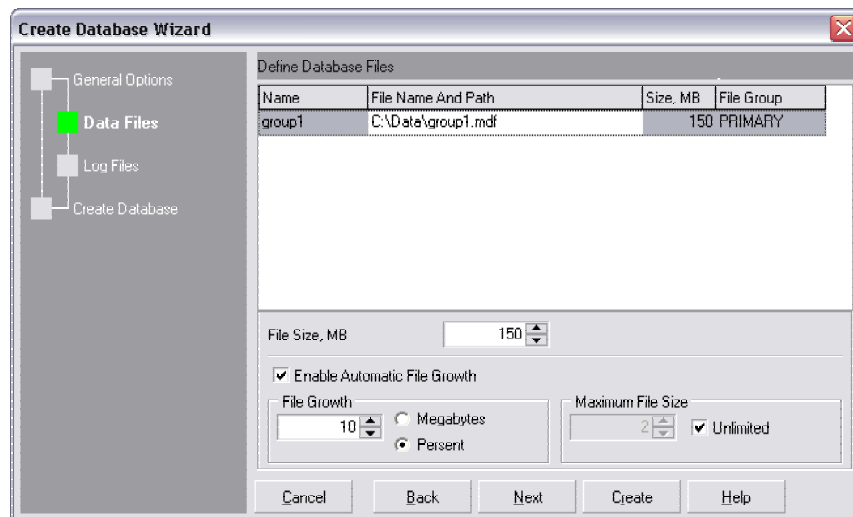 Create Database Wizard
General Options
Data Files
Log Files
Create Database
Define Database Files
Name File Name And Path Size, MB File Group
group1 C:\Data\group1.mdf 150 PRIMARY
File Size, MB 150
Enable Automatic File Growth
File Growth
10 Megabytes
Percent
Maximum File Size
2 Unlimited
Cancel Back Next Create Help